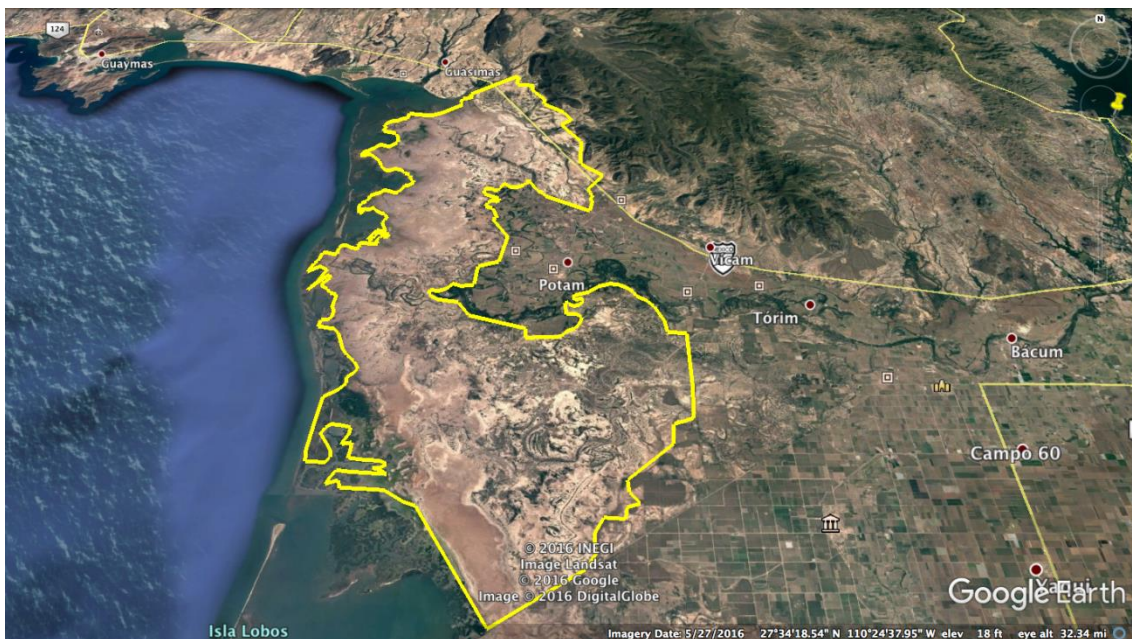 124
N
Guaymas
Guasimas
Vicam
Potam
Torim
Bacum
Campo 60
© 2016 INEGI
Image Landsat
© 2016 Google
Image © 2016 DigitalGlobe
Google Earth
Isla Lobos
Imagery Date: 5/27/2016 27°34'18.54" N 110°24'37.95" W elev 18 ft eye alt 32.34 mi